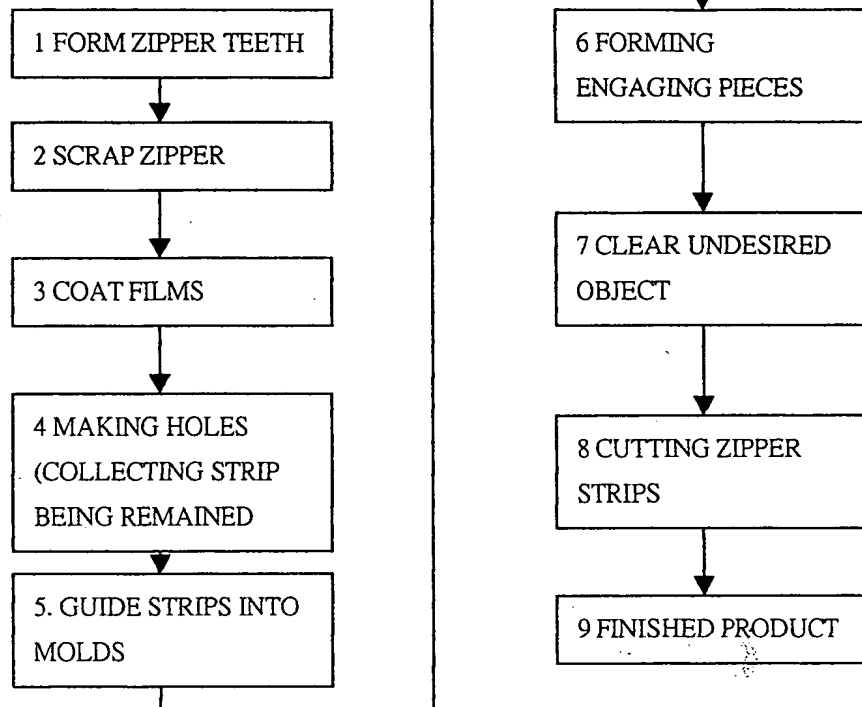 1 FORM ZIPPER TEETH
2 SCRAP ZIPPER
3 COAT FILMS
4 MAKING HOLES
(COLLECTING STRIP
BEING REMAINED
5. GUIDE STRIPS INTO
MOLDS
6 FORMING
ENGAGING PIECES
7 CLEAR UNDESIRED
OBJECT
8 CUTTING ZIPPER
STRIPS
9 FINISHED PRODUCT